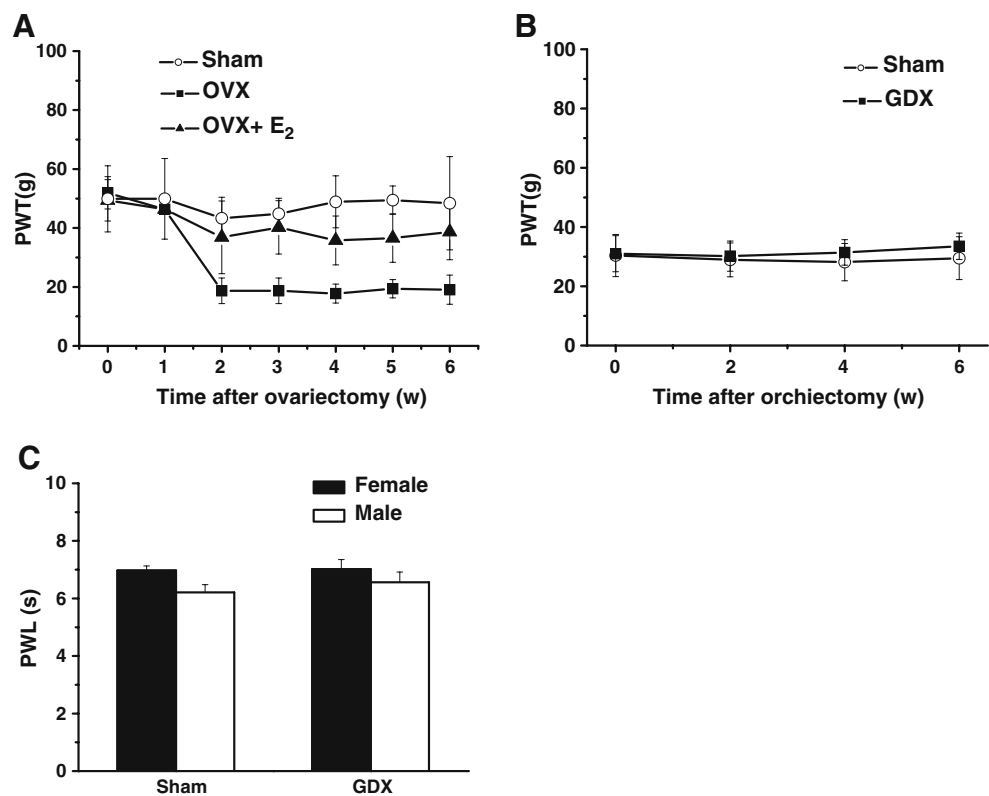 A
100
80
60
40
20
0
PWT(g)
Sham
OVX
OVX+ E2
0 1 2 3 4 5 6
Time after ovariectomy (w)
B
100
80
60
40
20
0
PWT(g)
Sham
GDX
0 2 4 6
Time after orchiectomy (w)
C
10
8
6
4
2
0
PWL (s)
Female
Male
Sham GDX